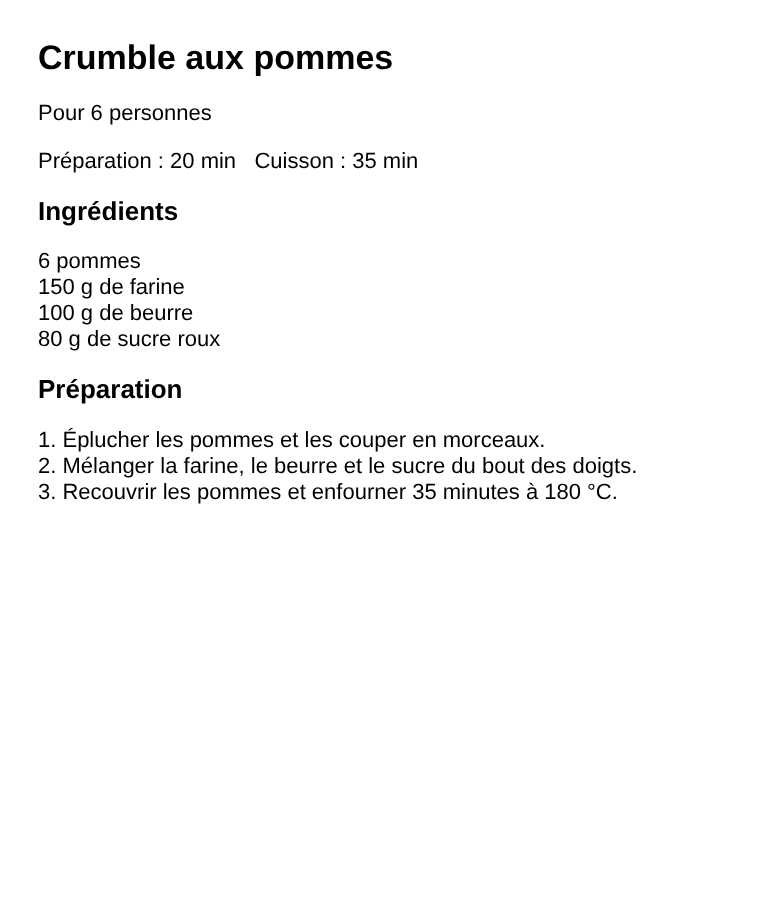 Crumble aux pommes
Pour 6 personnes
Préparation : 20 min   Cuisson : 35 min
Ingrédients
6 pommes
150 g de farine
100 g de beurre
80 g de sucre roux
Préparation
1. Éplucher les pommes et les couper en morceaux.
2. Mélanger la farine, le beurre et le sucre du bout des doigts.
3. Recouvrir les pommes et enfourner 35 minutes à 180 °C.